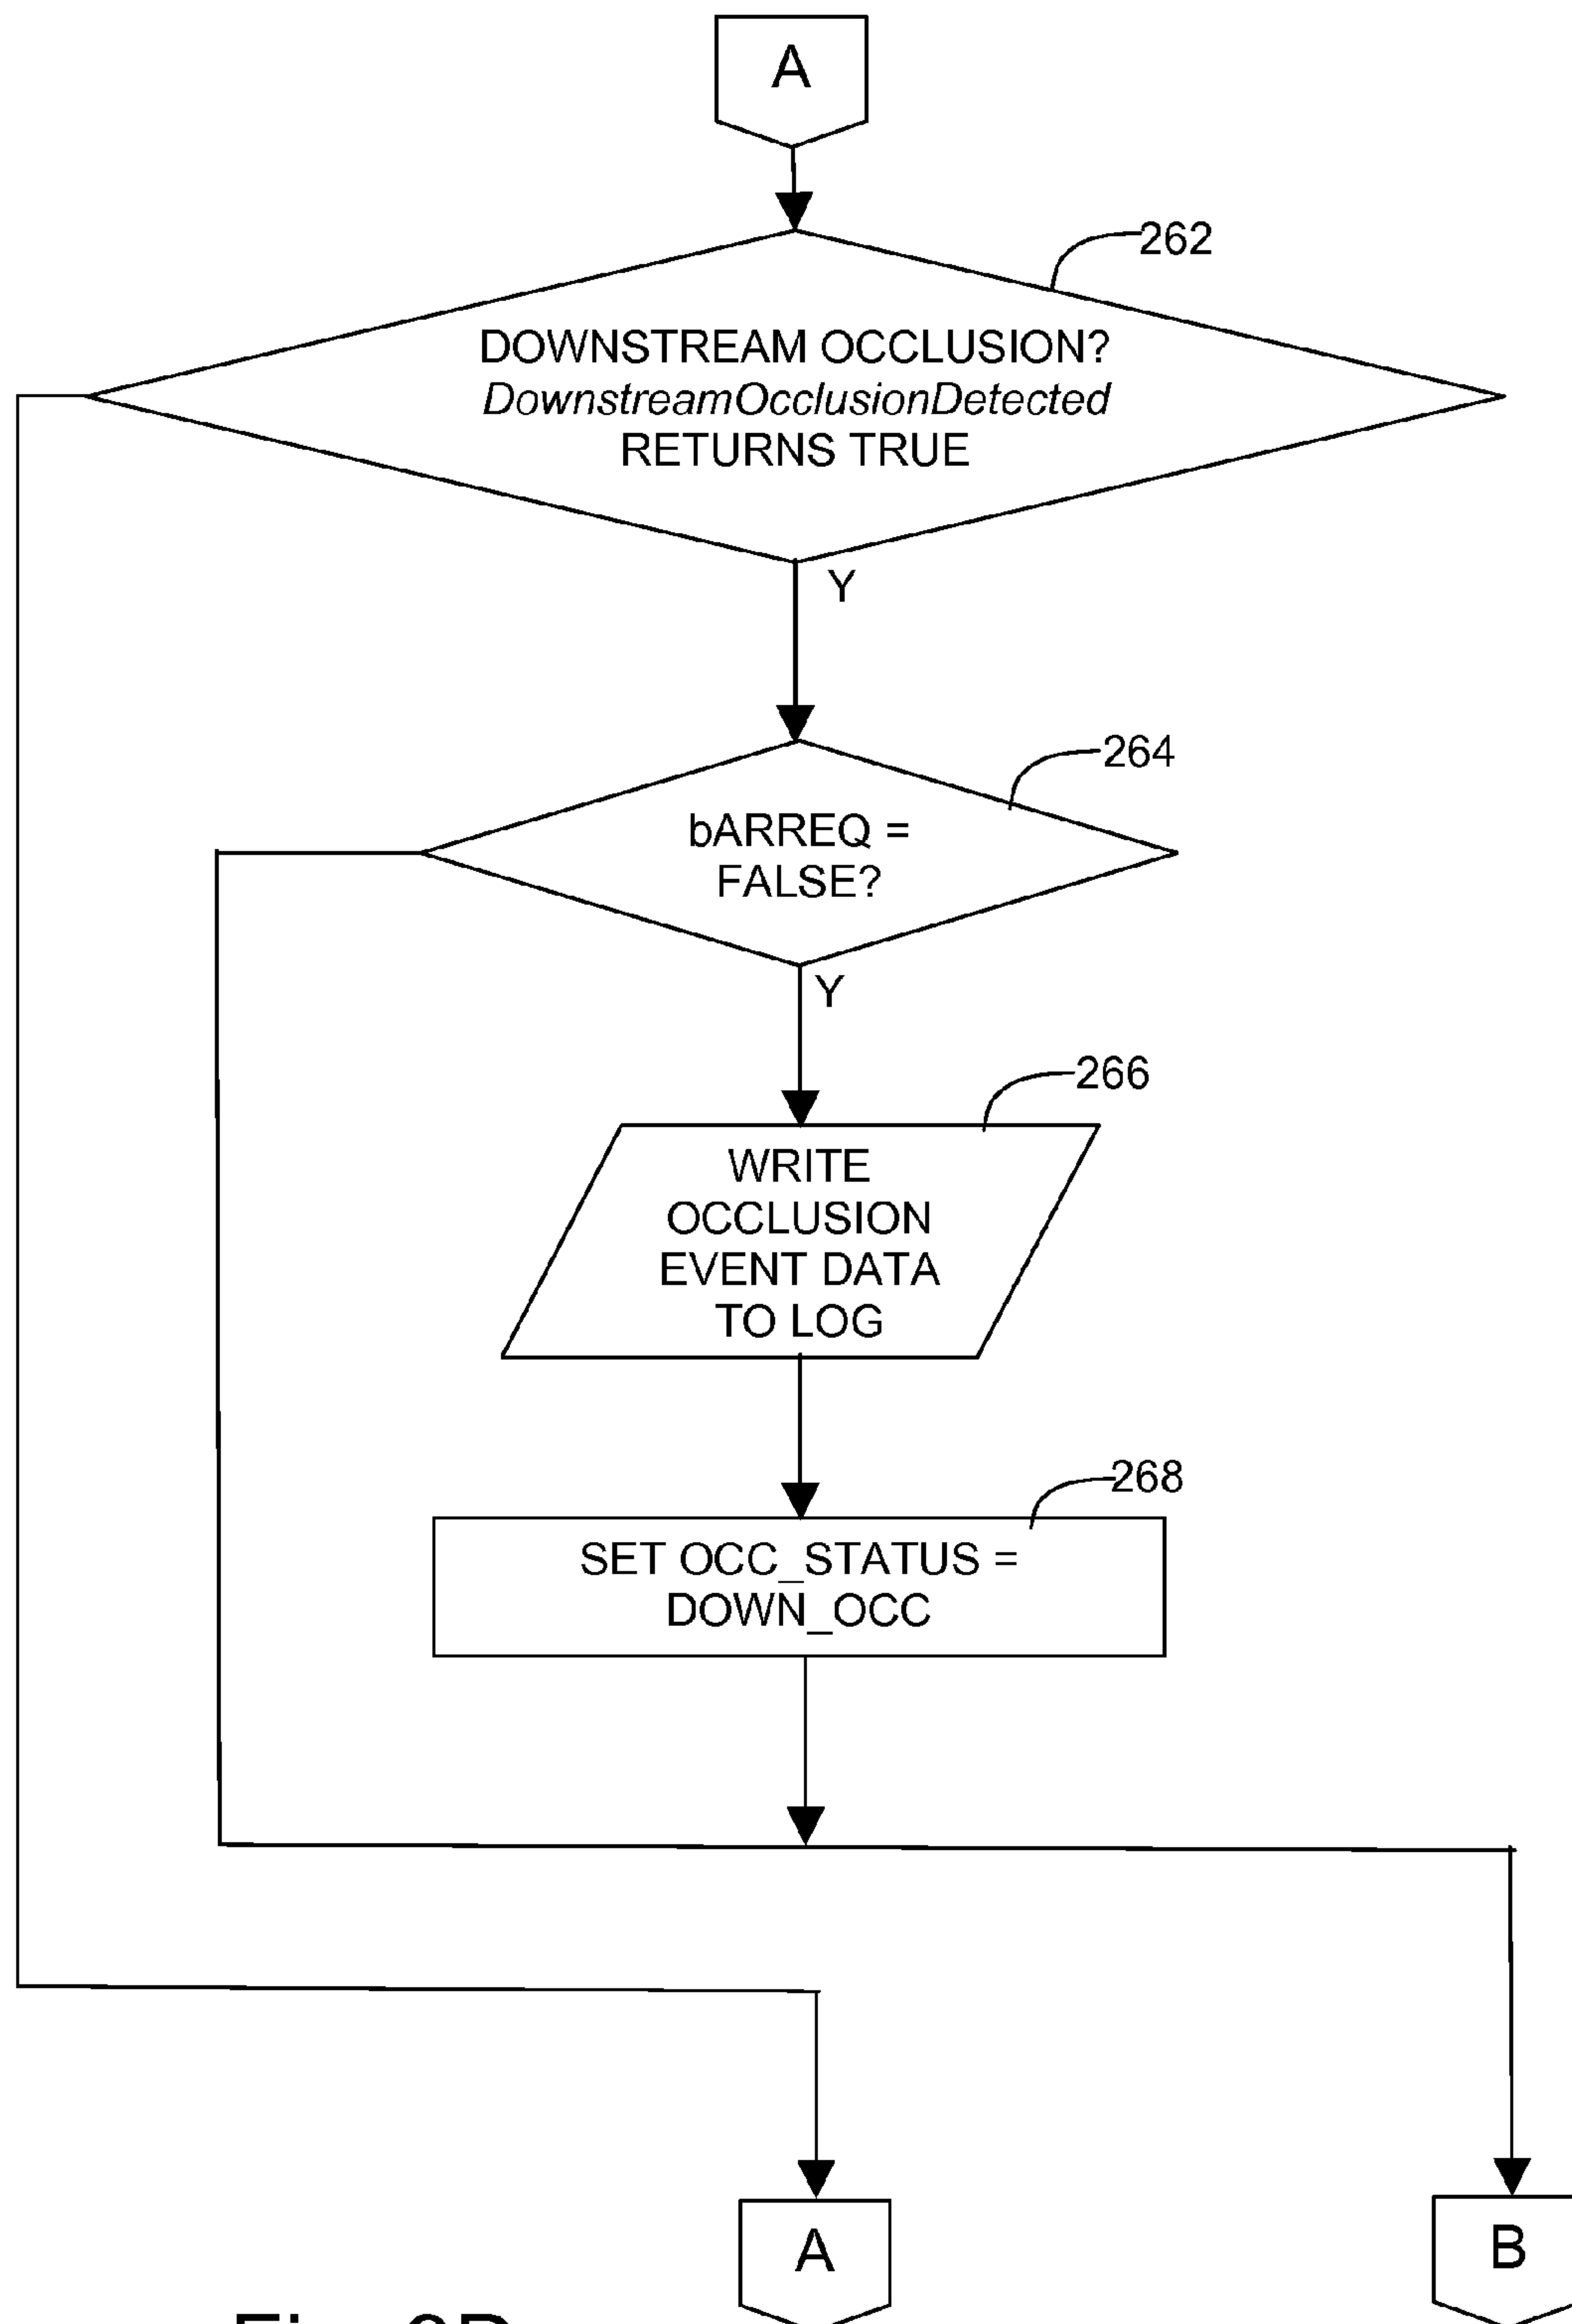 A
262
DOWNSTREAM OCCLUSION?
DownstreamOcclusionDetected
RETURNS TRUE
Y
264
bARREQ =
FALSE?
Y
266
WRITE
OCCLUSION
EVENT DATA
TO LOG
268
SET OCC_STATUS =
DOWN_OCC
A
B